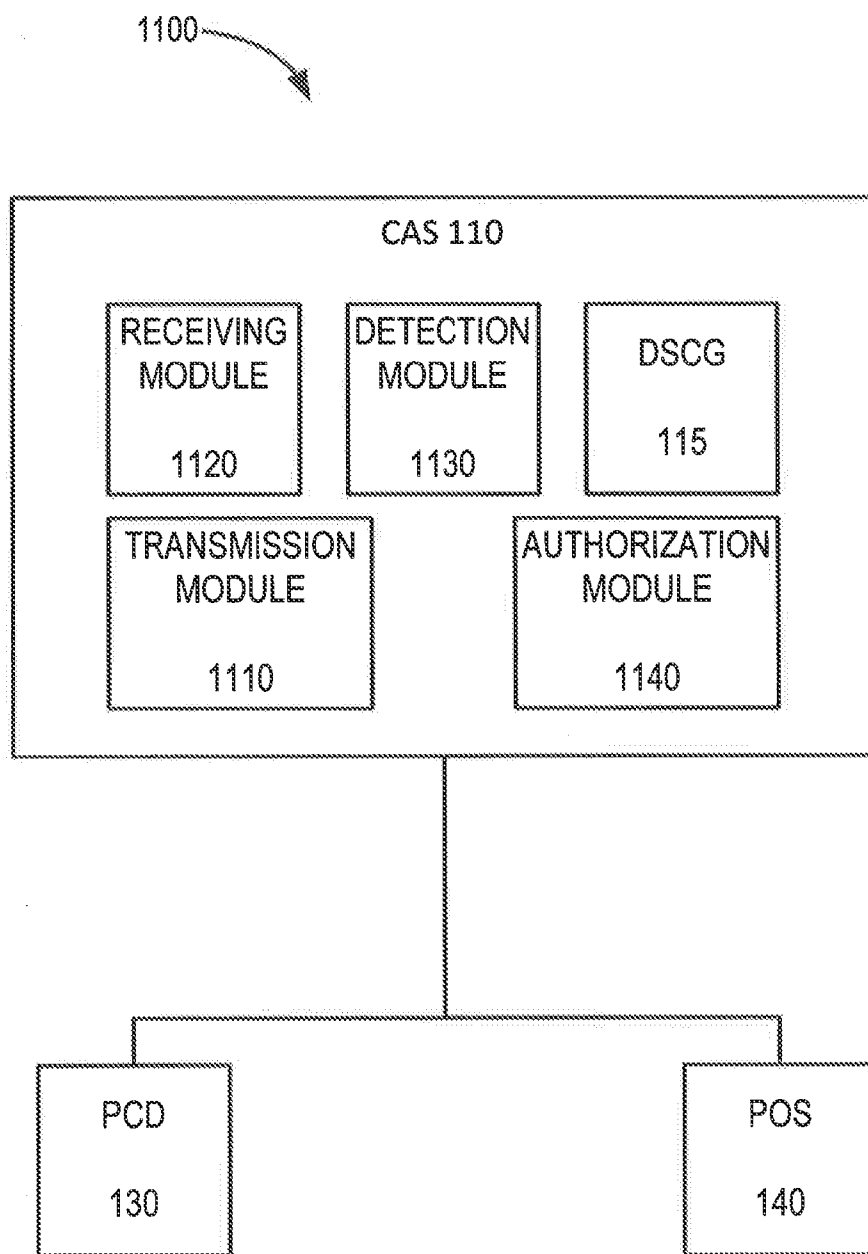 1100
CAS 110
RECEIVING
MODULE
1120
DETECTION
MODULE
1130
DSCG
115
TRANSMISSION
MODULE
1110
AUTHORIZATION
MODULE
1140
PCD
130
POS
140